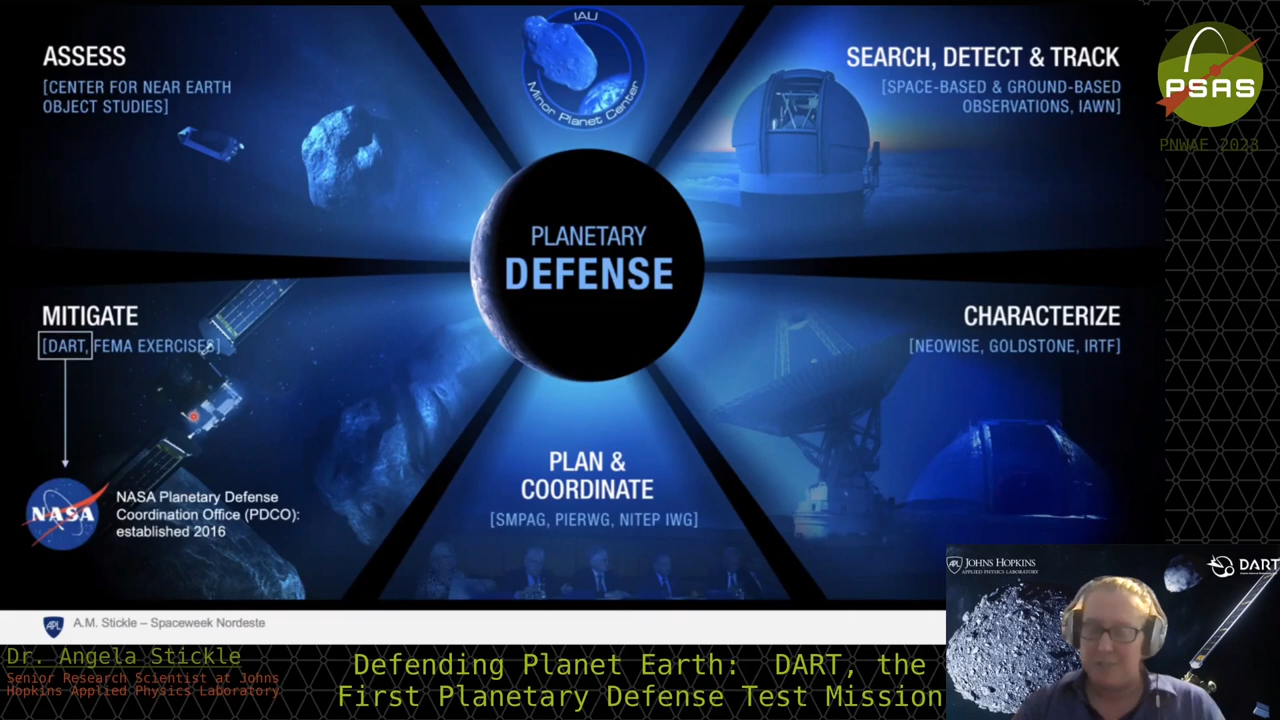 ASSESS
[CENTER FOR NEAR EARTH
OBJECT STUDIES]
IAU
Minor Planet Center
SEARCH, DETECT & TRACK
[SPACE-BASED & GROUND-BASED
OBSERVATIONS, IAWN]
PSAS
PNWAF 2023
PLANETARY
DEFENSE
MITIGATE
[DART, FEMA EXERCISES]
CHARACTERIZE
[NEOWISE, GOLDSTONE, IRTF]
NASA
NASA Planetary Defense
Coordination Office (PDCO):
established 2016
PLAN &
COORDINATE
[SMPAG, PIERWG, NITEP IWG]
APL
A.M. Stickle – Spaceweek Nordeste
APL
JOHNS HOPKINS
APPLIED PHYSICS LABORATORY
DART
Dr. Angela Stickle
Senior Research Scientist at Johns
Hopkins Applied Physics Laboratory
Defending Planet Earth: DART, the
First Planetary Defense Test Mission